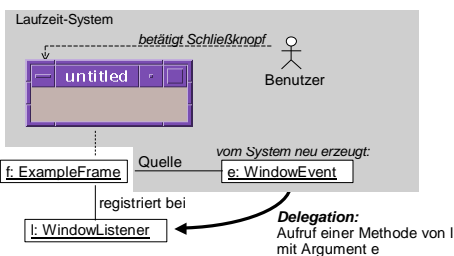 Laufzeit-System
betätigt Schließknopf
untitled
Benutzer
vom System neu erzeugt:
f: ExampleFrame
Quelle
e: WindowEvent
registriert bei
l: WindowListener
Delegation:
Aufruf einer Methode von l
mit Argument e